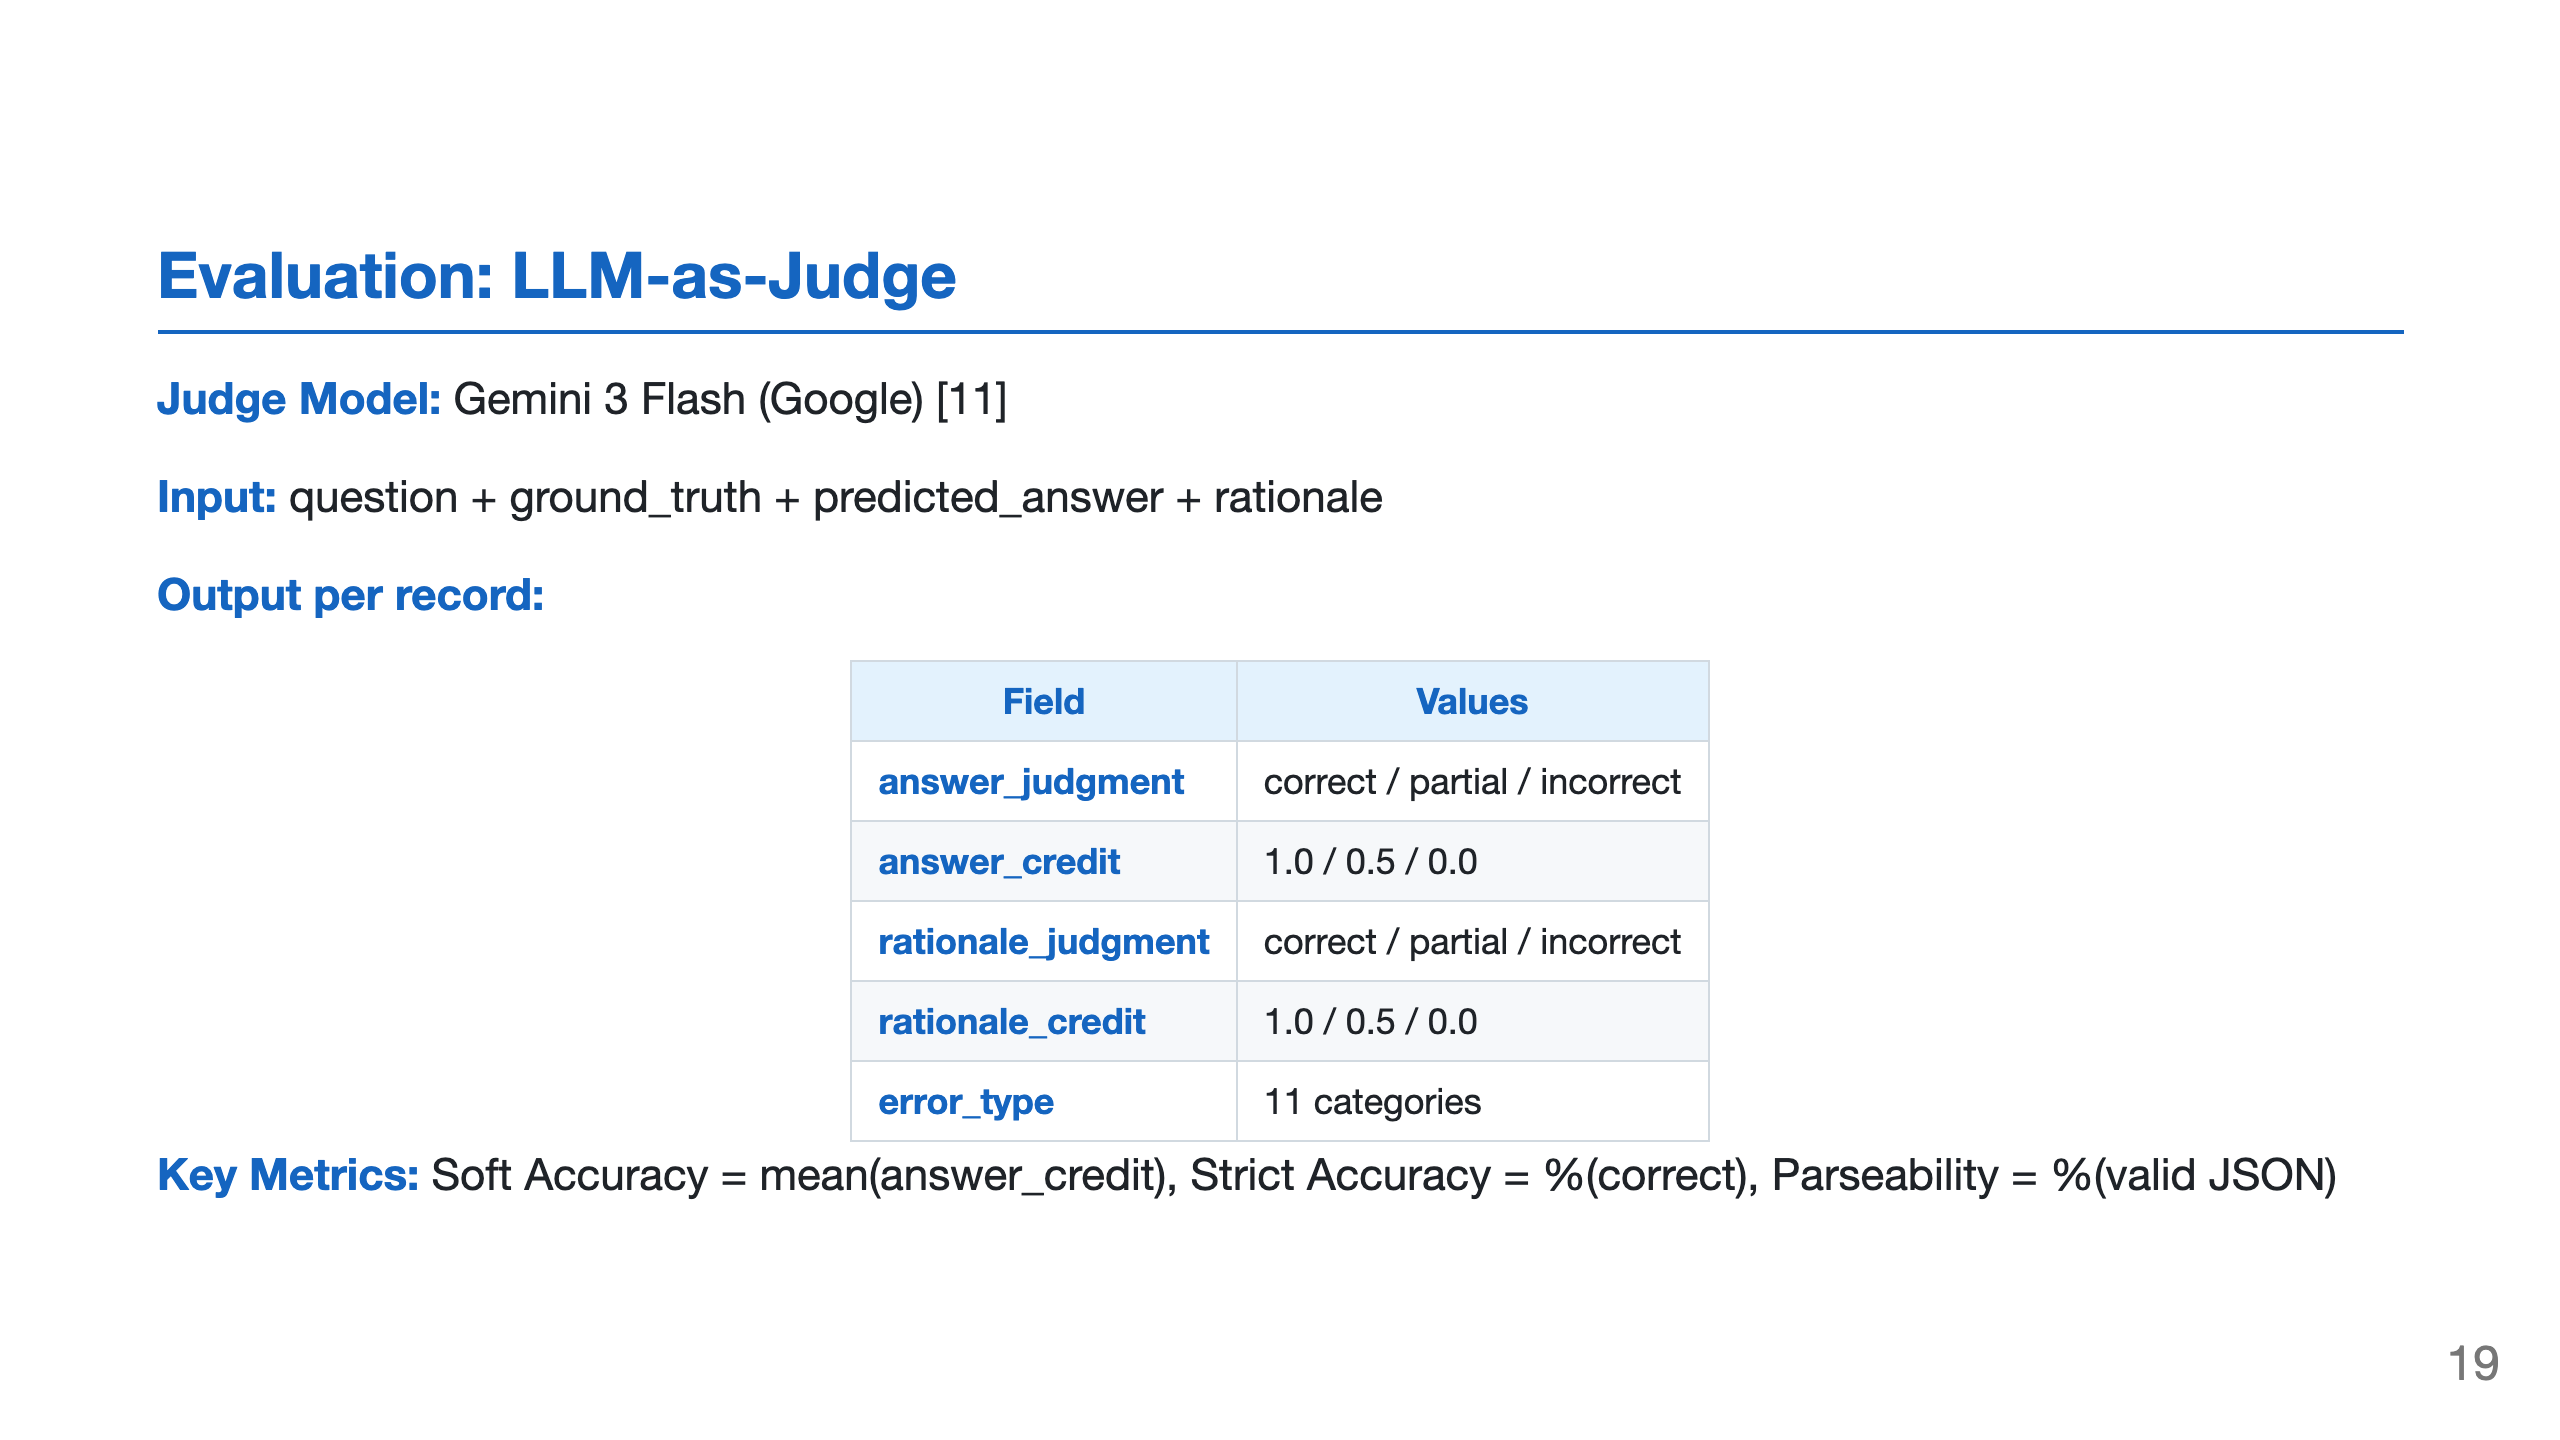 Evaluation: LLM-as-Judge
Judge Model: Gemini 3 Flash (Google) [11]
Input: question + ground_truth + predicted_answer + rationale
Output per record:
Field Values
answer_judgment correct / partial / incorrect
answer_credit 1.0 / 0.5 / 0.0
rationale_judgment correct / partial / incorrect
rationale_credit 1.0 / 0.5 / 0.0
error_type 11 categories
Key Metrics: Soft Accuracy = mean(answer_credit), Strict Accuracy = %(correct), Parseability = %(valid JSON)
19